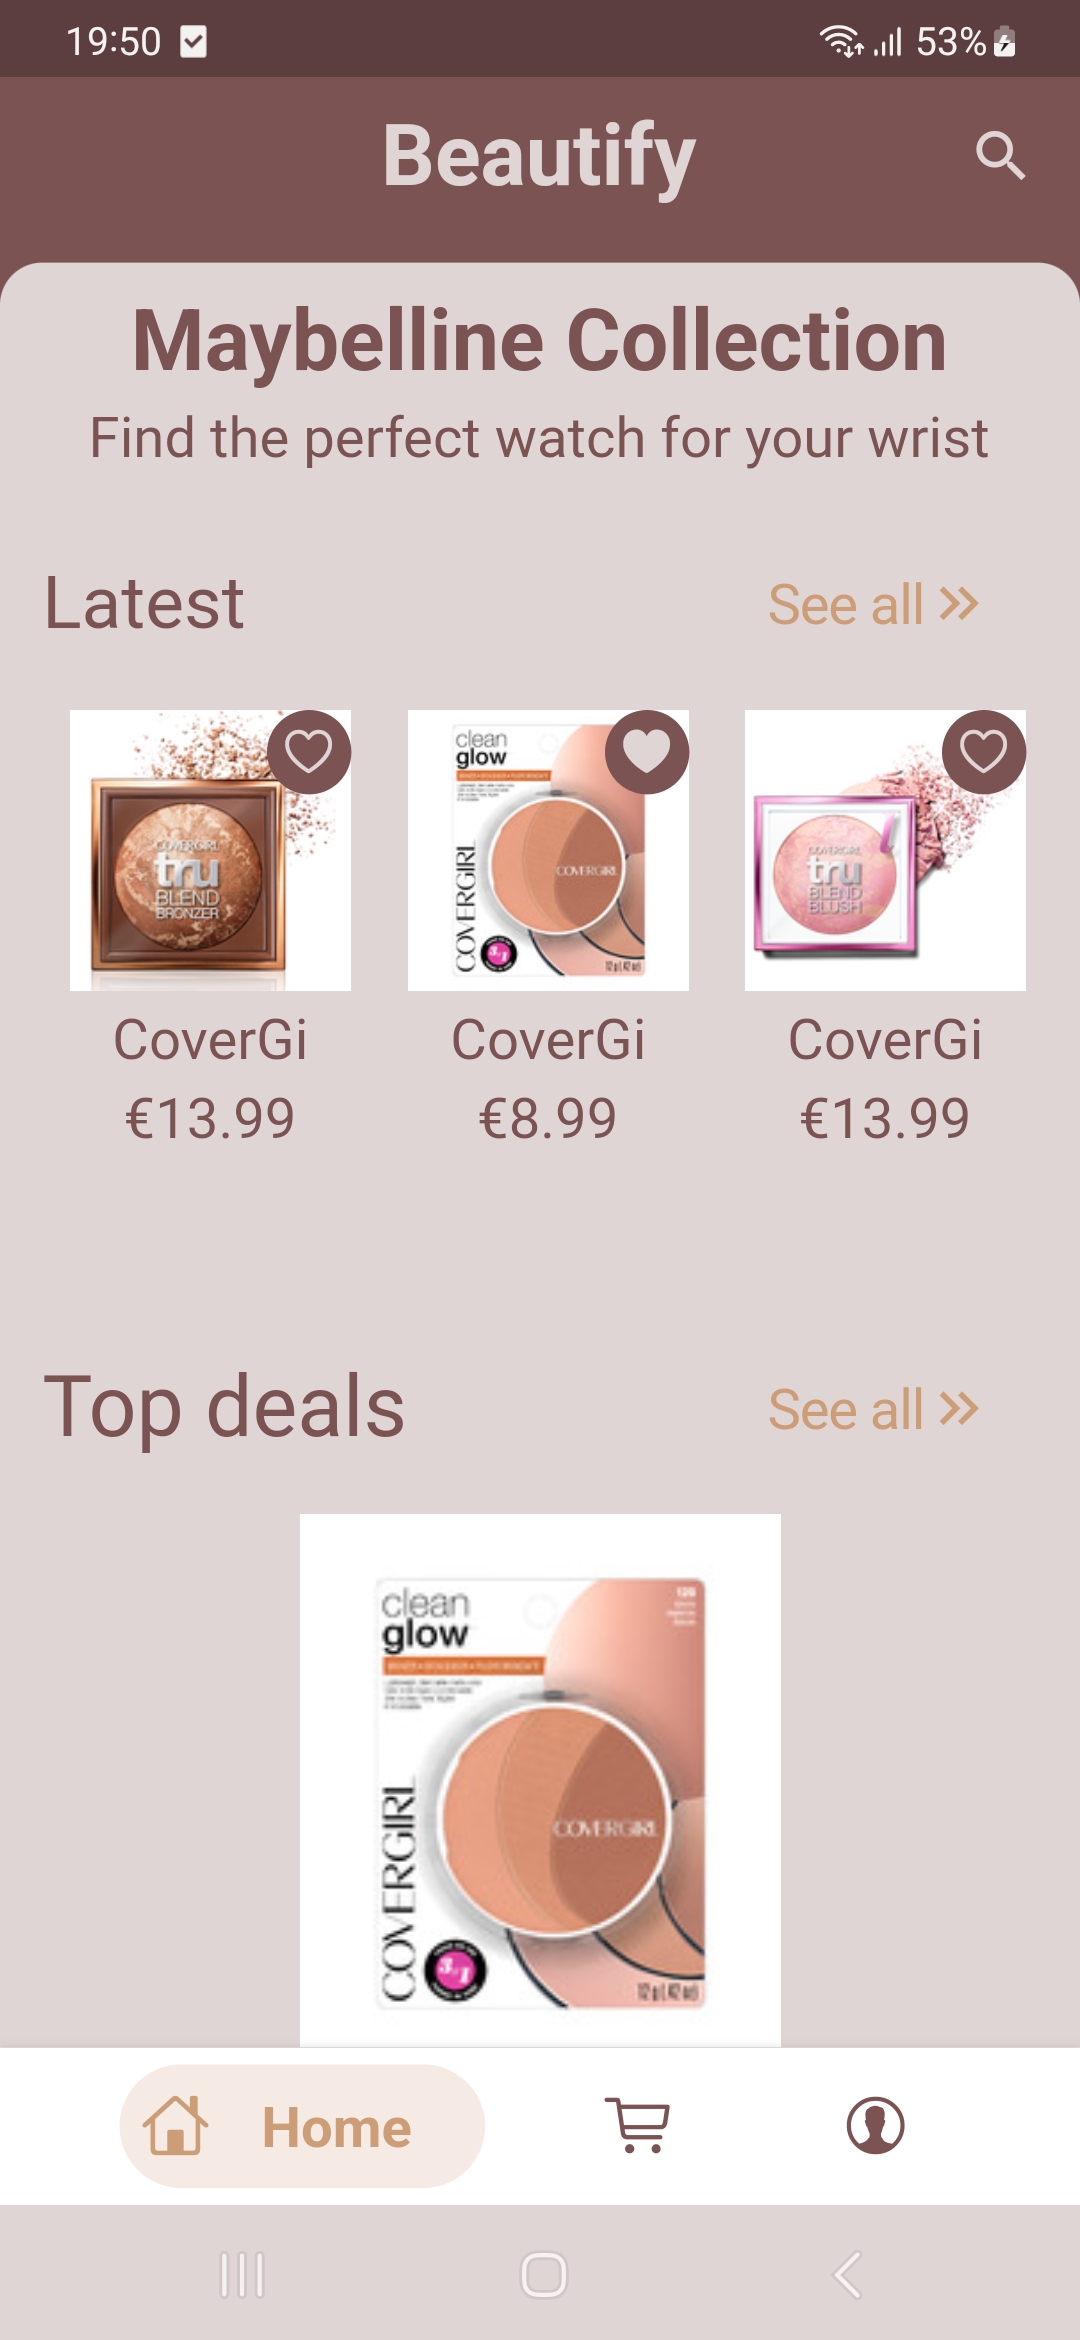 19:50
53%
Beautify
Maybelline Collection
Find the perfect watch for your wrist
Latest
See all
COVERGIRL
tru
BLEND
BRONZER
clean
glow
COVERGIRL
COVERGIRL
COVERGIRL
tru
BLEND
BLUSH
CoverGi
CoverGi
CoverGi
€13.99
€8.99
€13.99
Top deals
See all
clean
glow
COVERGIRL
COVERGIRL
Home